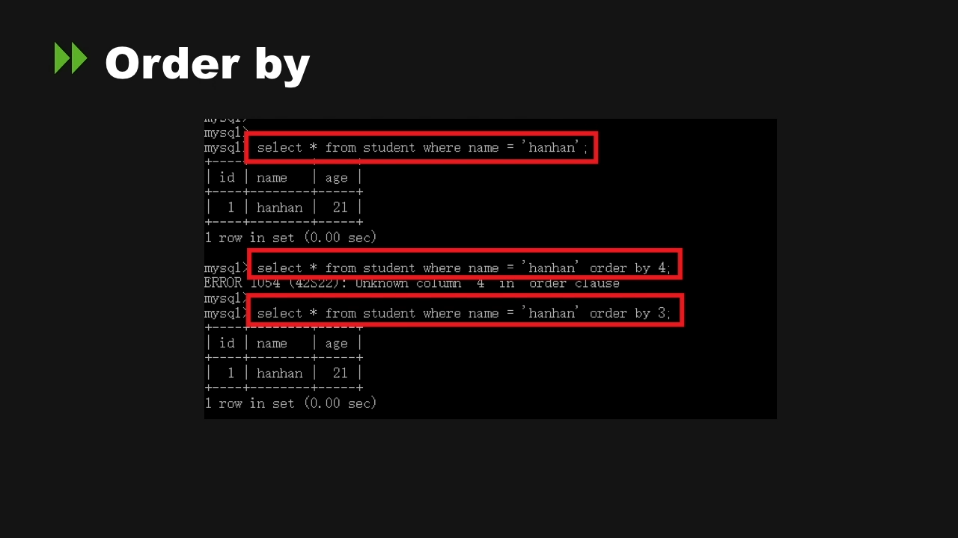 Order by
mysql>
mysql>
mysql> select * from student where name = 'hanhan';
+----+--------+-----+
| id | name | age |
+----+--------+-----+
| 1 | hanhan | 21 |
+----+--------+-----+
1 row in set (0.00 sec)
mysql> select * from student where name = 'hanhan' order by 4;
ERROR 1054 (42S22): Unknown column '4' in 'order clause'
mysql>
mysql> select * from student where name = 'hanhan' order by 3;
+----+--------+-----+
| id | name | age |
+----+--------+-----+
| 1 | hanhan | 21 |
+----+--------+-----+
1 row in set (0.00 sec)